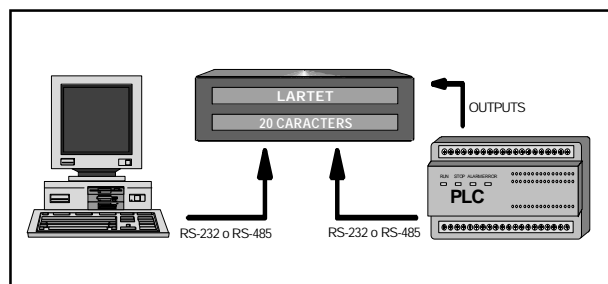 LARTET
20 CARACTERS
OUTPUTS
RUN STOP ALARM ERROR
PLC
RS-232 o RS-485
RS-232 o RS-485